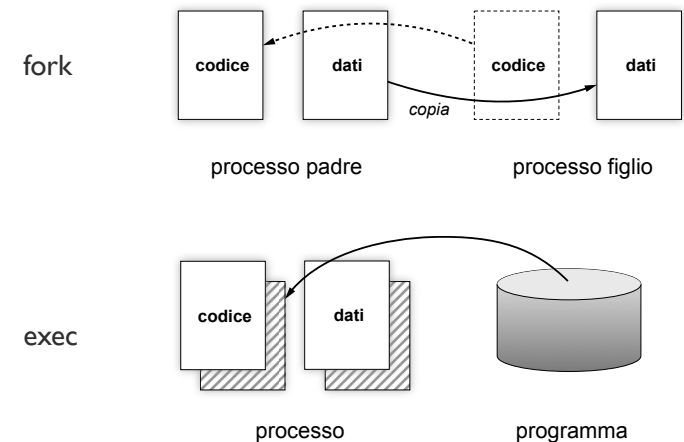 fork
codice
dati
codice
dati
copia
processo padre
processo figlio
exec
codice
dati
processo
programma